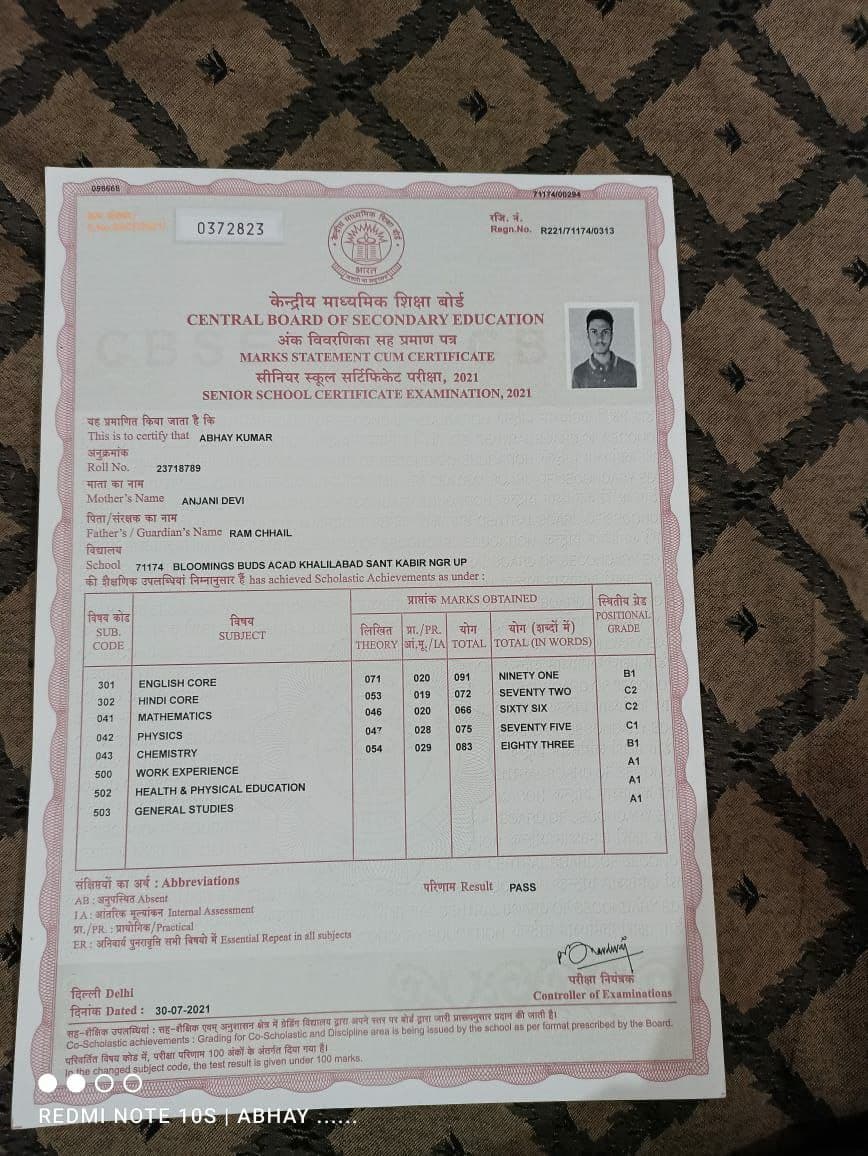 098668
71174/00294
0372823
रजि. नं.
Regn.No. R221/71174/0313
भारत
केन्द्रीय माध्यमिक शिक्षा बोर्ड
CENTRAL BOARD OF SECONDARY EDUCATION
अंक विवरणिका सह प्रमाण पत्र
MARKS STATEMENT CUM CERTIFICATE
सीनियर स्कूल सर्टिफिकेट परीक्षा, 2021
SENIOR SCHOOL CERTIFICATE EXAMINATION, 2021
यह प्रमाणित किया जाता है कि
This is to certify that ABHAY KUMAR
अनुक्रमांक
Roll No. 23718789
माता का नाम
Mother's Name ANJANI DEVI
पिता/संरक्षक का नाम
Father's / Guardian's Name RAM CHHAIL
विद्यालय
School 71174 BLOOMINGS BUDS ACAD KHALILABAD SANT KABIR NGR UP
की शैक्षणिक उपलब्धियां निम्नानुसार हैं has achieved Scholastic Achievements as under :
विषय कोड
SUB.
CODE
विषय
SUBJECT
प्राप्तांक MARKS OBTAINED
लिखित
THEORY
प्रा./PR.
आं.मू./IA
योग
TOTAL
योग (शब्दों में)
TOTAL (IN WORDS)
स्थितीय ग्रेड
POSITIONAL
GRADE
301 ENGLISH CORE 071 020 091 NINETY ONE B1
302 HINDI CORE 053 019 072 SEVENTY TWO C2
041 MATHEMATICS 046 020 066 SIXTY SIX C2
042 PHYSICS 047 028 075 SEVENTY FIVE C1
043 CHEMISTRY 054 029 083 EIGHTY THREE B1
500 WORK EXPERIENCE A1
502 HEALTH & PHYSICAL EDUCATION A1
503 GENERAL STUDIES A1
संक्षिप्तियों का अर्थ : Abbreviations
AB : अनुपस्थित Absent
IA : आंतरिक मूल्यांकन Internal Assessment
प्रा./PR. : प्रायोगिक/Practical
ER : अनिवार्य पुनरावृत्ति सभी विषयों में Essential Repeat in all subjects
परिणाम Result PASS
परीक्षा नियंत्रक
Controller of Examinations
दिल्ली Delhi
दिनांक Dated : 30-07-2021
सह-शैक्षिक उपलब्धियां : सह-शैक्षिक एवम् अनुशासन क्षेत्र में ग्रेडिंग विद्यालय द्वारा अपने स्तर पर बोर्ड द्वारा जारी प्रारूपनुसार प्रदान की जाती है।
Co-Scholastic achievements : Grading for Co-Scholastic and Discipline area is being issued by the school as per format prescribed by the Board.
परिवर्तित विषय कोड में, परीक्षा परिणाम 100 अंकों के अंतर्गत दिया गया है।
In the changed subject code, the test result is given under 100 marks.
REDMI NOTE 10S | ABHAY ......